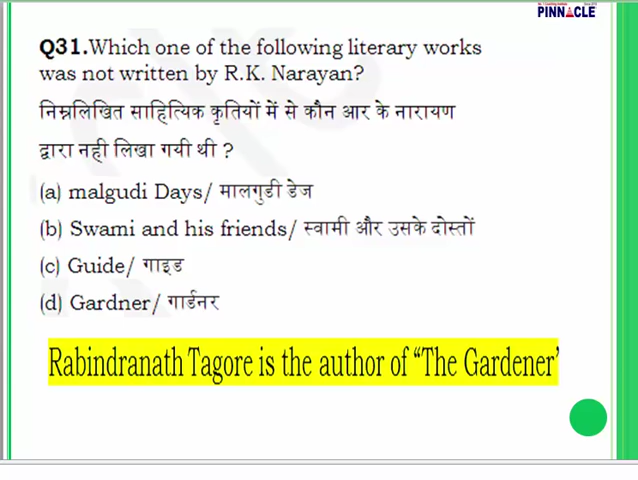 PINNACLE
Q31.Which one of the following literary works
was not written by R.K. Narayan?
निम्नलिखित साहित्यिक कृतियों में से कौन आर के नारायण
द्वारा नही लिखा गयी थी ?
(a) malgudi Days/ मालगुडी डेज
(b) Swami and his friends/ स्वामी और उसके दोस्तों
(c) Guide/ गाइड
(d) Gardner/ गार्डनर
Rabindranath Tagore is the author of “The Gardener’